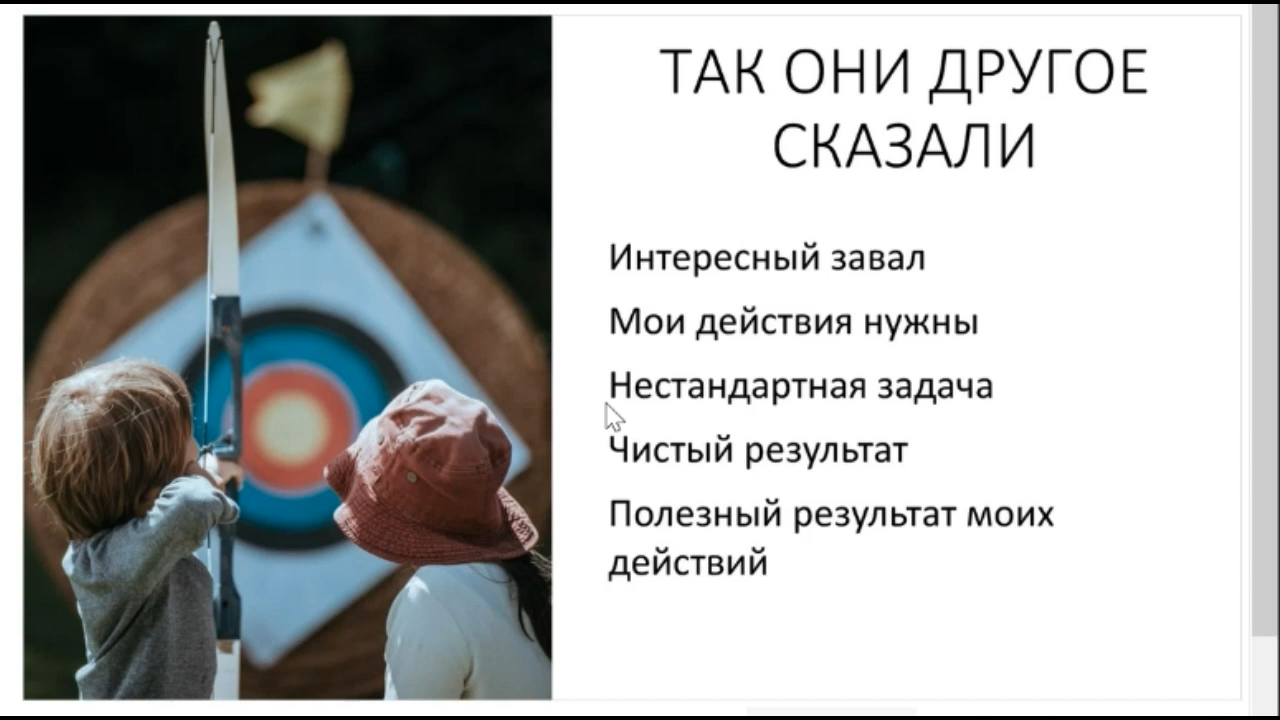 ТАК ОНИ ДРУГОЕ
СКАЗАЛИ
Интересный завал
Мои действия нужны
Нестандартная задача
Чистый результат
Полезный результат моих
действий